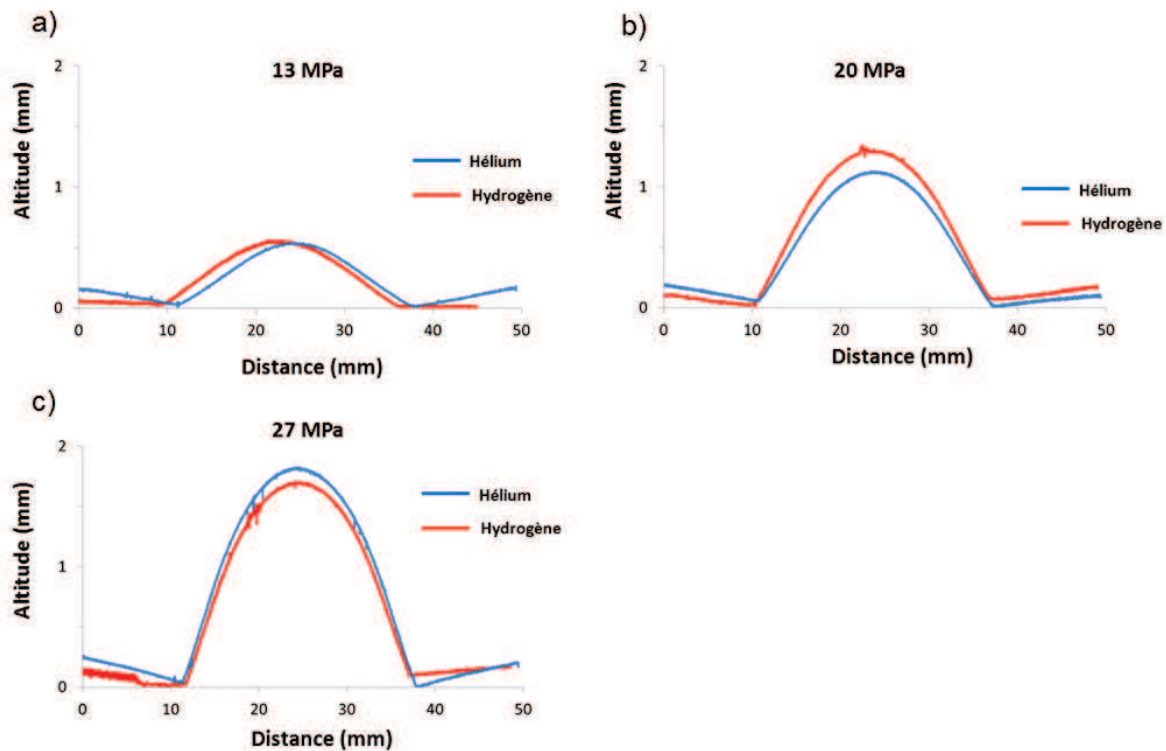 a)
13 MPa
Altitude (mm)
2
1
0
Hélium
Hydrogène
0 10 20 30 40 50
Distance (mm)
b)
20 MPa
Altitude (mm)
2
1
0
Hélium
Hydrogène
0 10 20 30 40 50
Distance (mm)
c)
27 MPa
Altitude (mm)
2
1
0
Hélium
Hydrogène
0 10 20 30 40 50
Distance (mm)